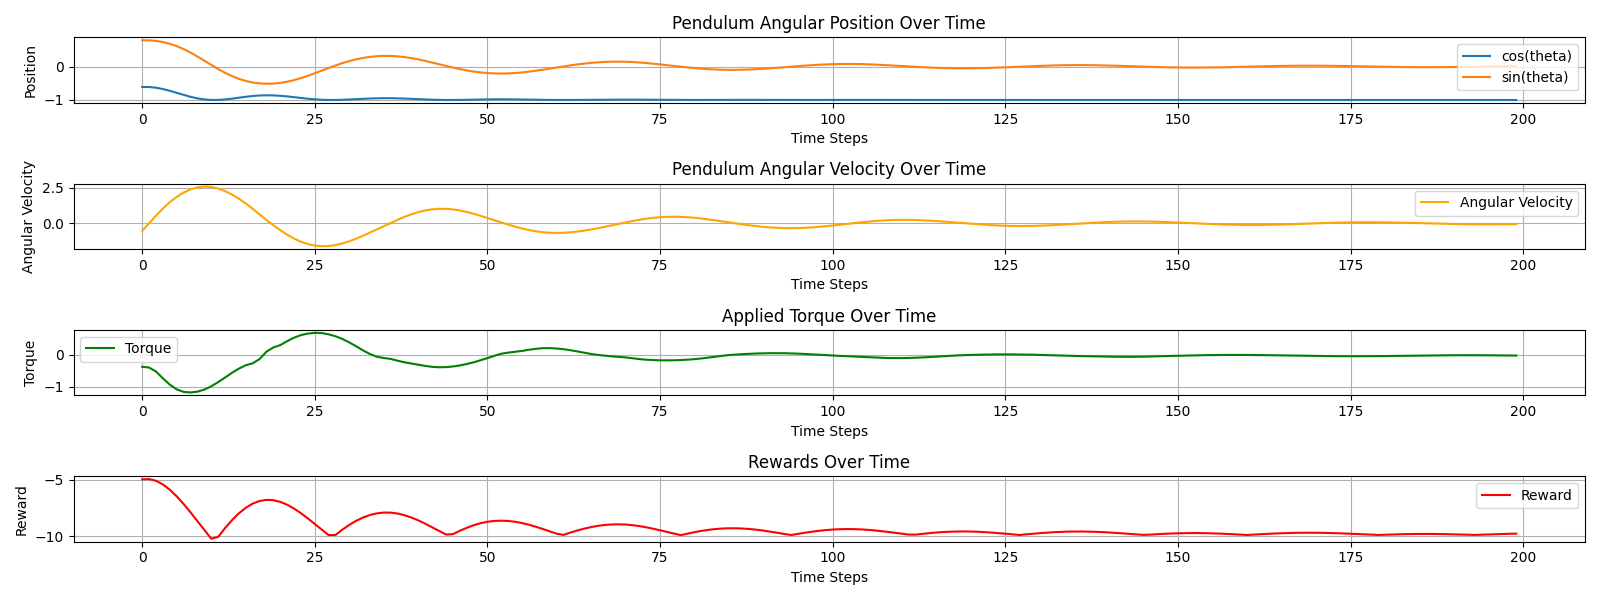 Pendulum Angular Position Over Time
Position
0
−1
cos(theta)
sin(theta)
0 25 50 75 100 125 150 175 200
Time Steps
Pendulum Angular Velocity Over Time
Angular Velocity
2.5
0.0
Angular Velocity
0 25 50 75 100 125 150 175 200
Time Steps
Applied Torque Over Time
Torque
0
−1
Torque
0 25 50 75 100 125 150 175 200
Time Steps
Rewards Over Time
Reward
−5
−10
Reward
0 25 50 75 100 125 150 175 200
Time Steps